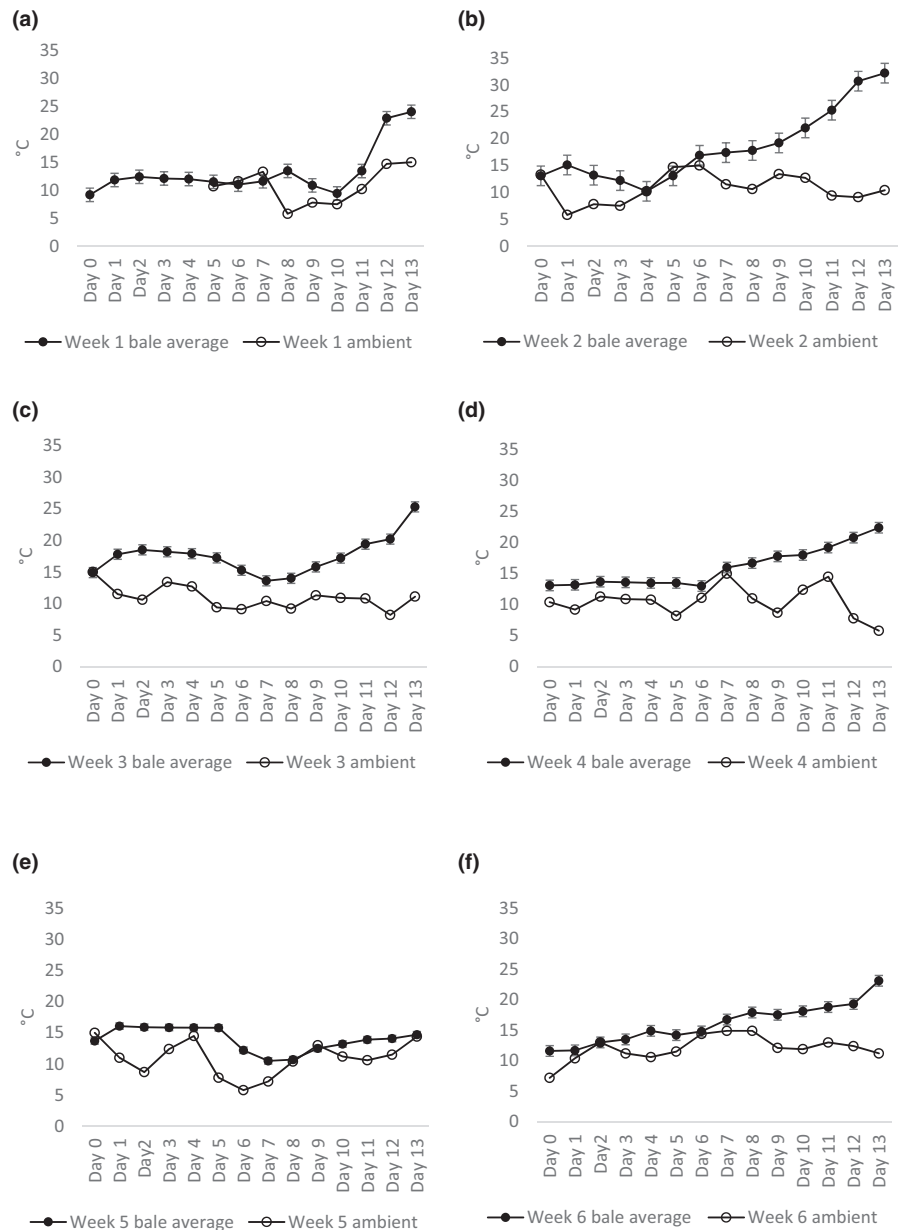 (a)
35
30
25
20
15
10
5
0
°C
Day 0
Day 1
Day2
Day 3
Day 4
Day 5
Day 6
Day 7
Day 8
Day 9
Day 10
Day 11
Day 12
Day 13
Week 1 bale average Week 1 ambient
(b)
35
30
25
20
15
10
5
0
°C
Day 0
Day 1
Day2
Day 3
Day 4
Day 5
Day 6
Day 7
Day 8
Day 9
Day 10
Day 11
Day 12
Day 13
Week 2 bale average Week 2 ambient
(c)
35
30
25
20
15
10
5
0
°C
Day 0
Day 1
Day2
Day 3
Day 4
Day 5
Day 6
Day 7
Day 8
Day 9
Day 10
Day 11
Day 12
Day 13
Week 3 bale average Week 3 ambient
(d)
35
30
25
20
15
10
5
0
°C
Day 0
Day 1
Day2
Day 3
Day 4
Day 5
Day 6
Day 7
Day 8
Day 9
Day 10
Day 11
Day 12
Day 13
Week 4 bale average Week 4 ambient
(e)
35
30
25
20
15
10
5
0
°C
Day 0
Day 1
Day2
Day 3
Day 4
Day 5
Day 6
Day 7
Day 8
Day 9
Day 10
Day 11
Day 12
Day 13
Week 5 bale average Week 5 ambient
(f)
35
30
25
20
15
10
5
0
°C
Day 0
Day 1
Day2
Day 3
Day 4
Day 5
Day 6
Day 7
Day 8
Day 9
Day 10
Day 11
Day 12
Day 13
Week 6 bale average Week 6 ambient